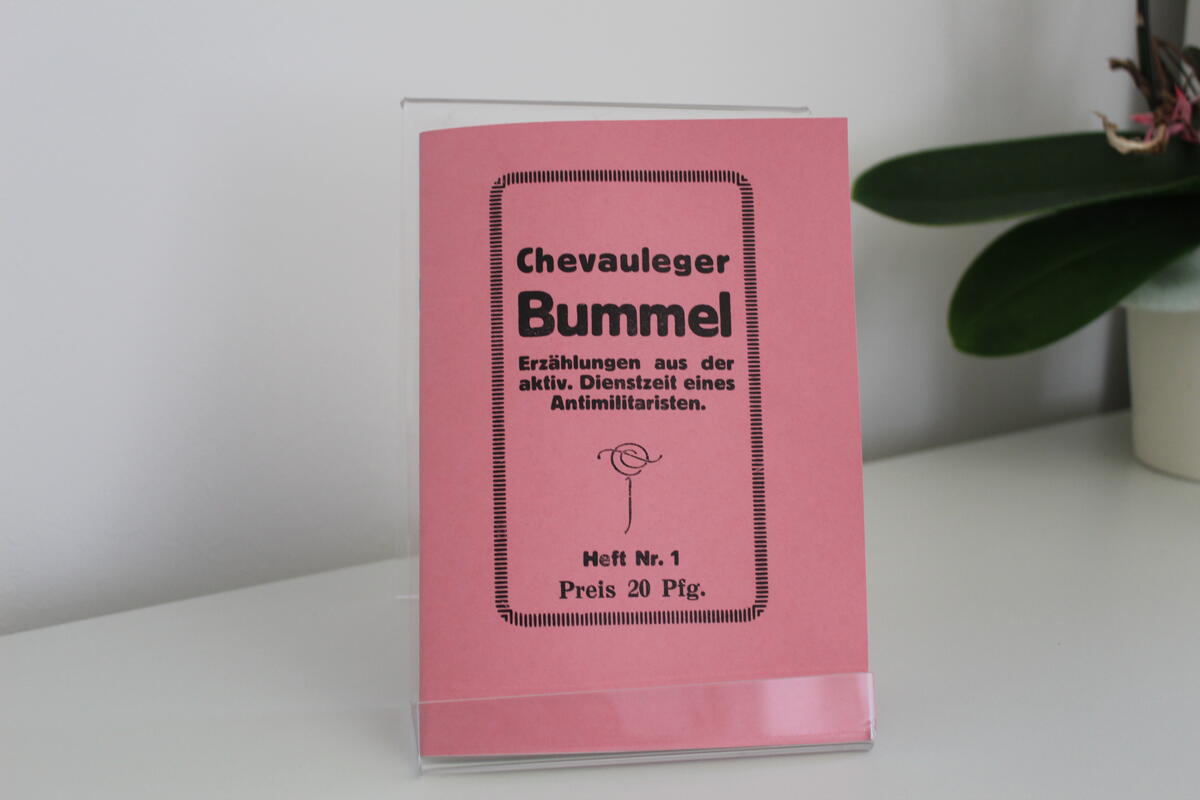 Chevauleger
Bummel
Erzählungen aus der
aktiv. Dienstzeit eines
Antimilitaristen.
Heft Nr. 1
Preis 20 Pfg.